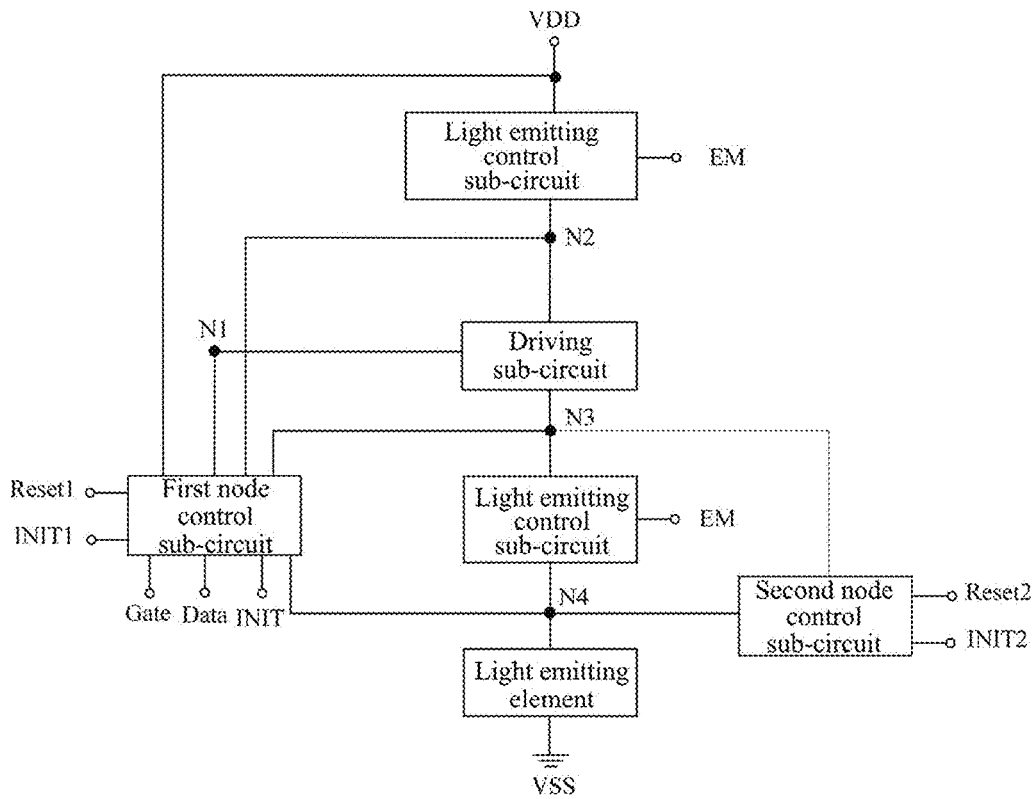 VDD
Light emitting
control
sub-circuit
EM
N2
N1
Driving
sub-circuit
N3
Reset1
INIT1
First node
control
sub-circuit
Gate
Data
INIT
Light emitting
control
sub-circuit
EM
N4
Second node
control
sub-circuit
Reset2
INIT2
Light emitting
element
VSS